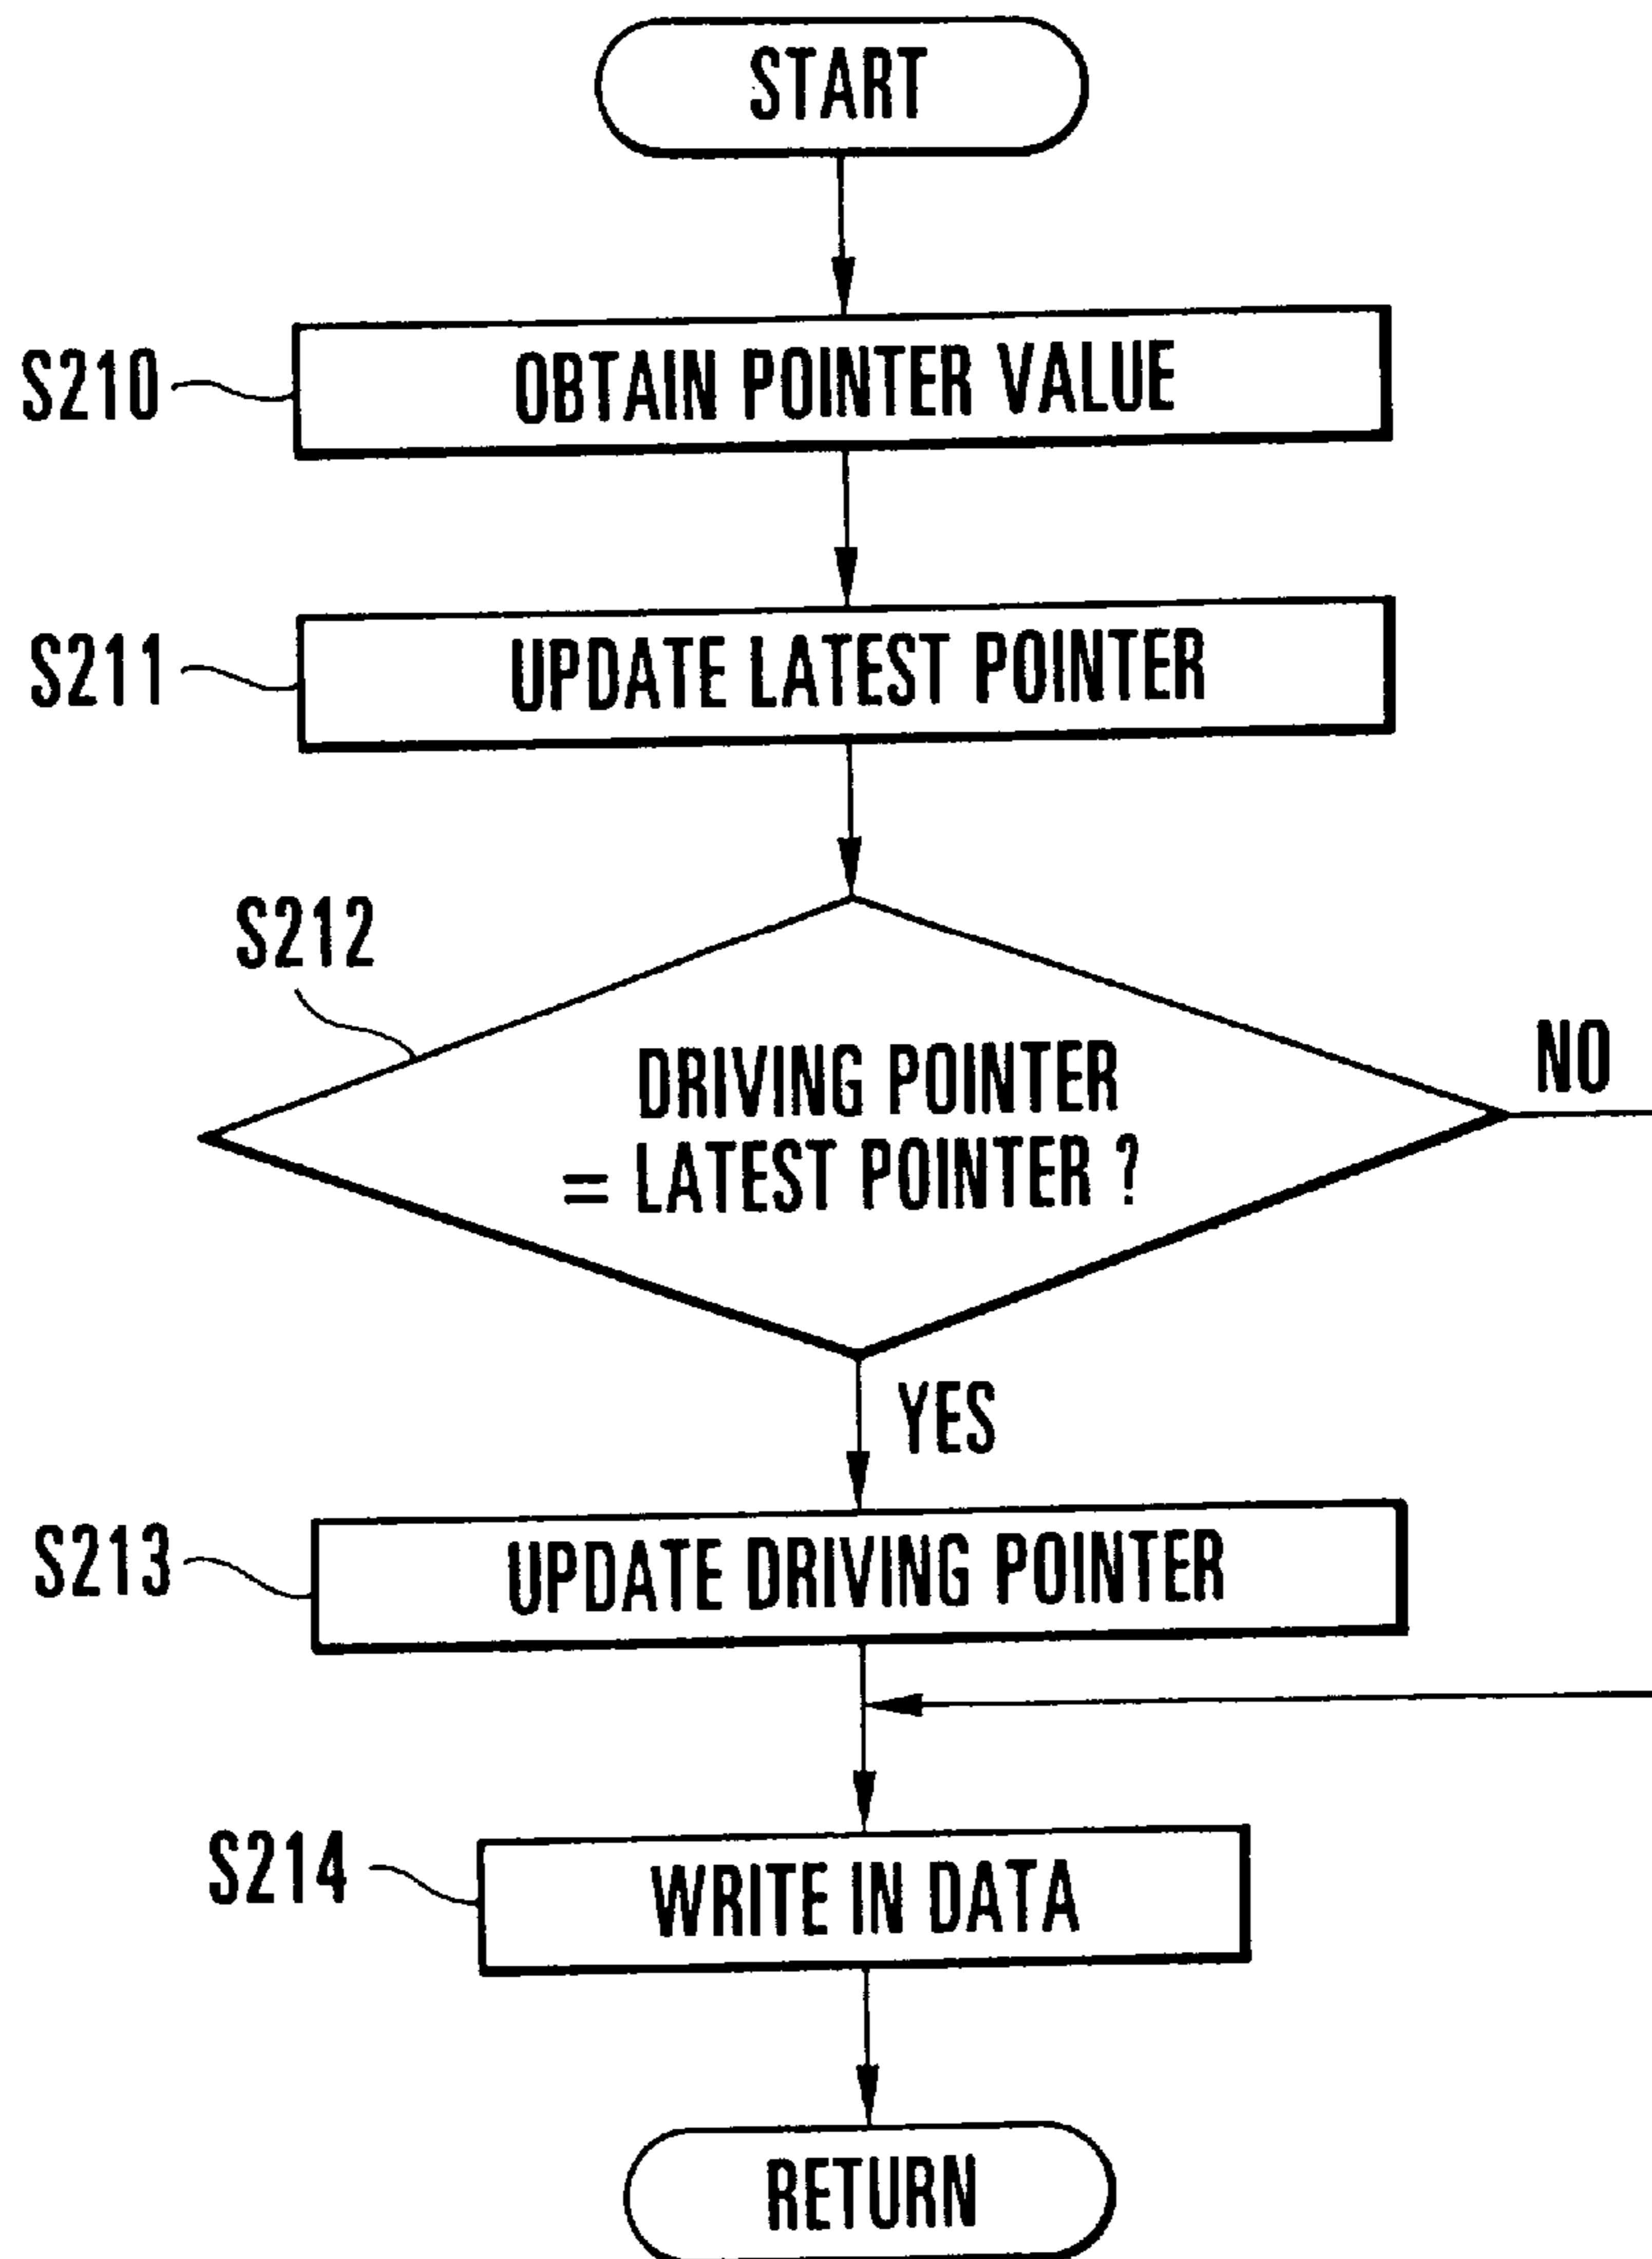 START
S210
OBTAIN POINTER VALUE
S211
UPDATE LATEST POINTER
S212
DRIVING POINTER
= LATEST POINTER ?
NO
YES
S213
UPDATE DRIVING POINTER
S214
WRITE IN DATA
RETURN